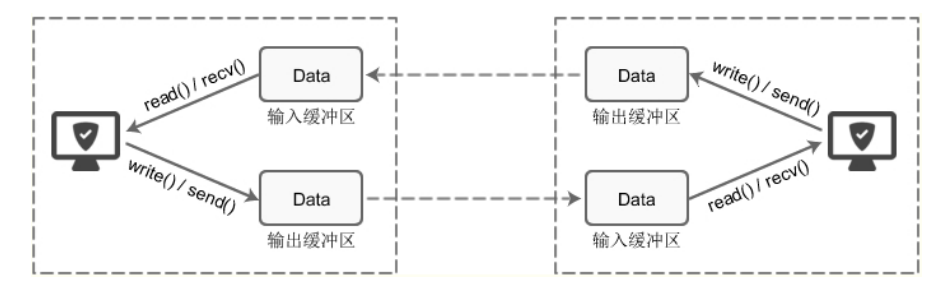 read() / recv()
Data
输入缓冲区
write() / send()
Data
输出缓冲区
Data
输出缓冲区
write() / send()
Data
输入缓冲区
read() / recv()